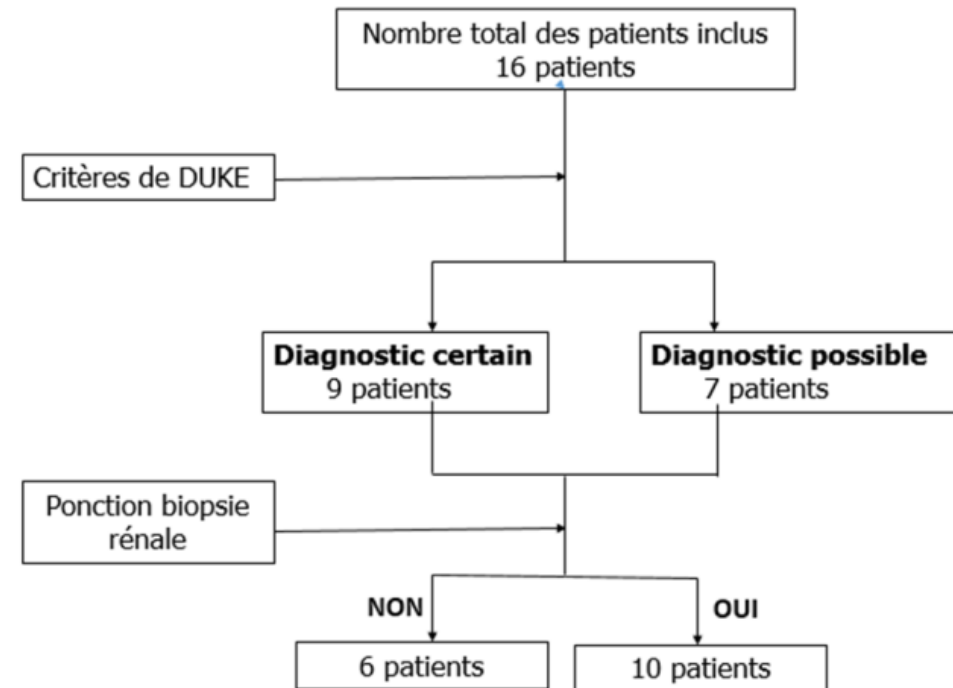 Nombre total des patients inclus
16 patients
Critères de DUKE
Diagnostic certain
9 patients
Diagnostic possible
7 patients
Ponction biopsie
rénale
NON
OUI
6 patients
10 patients